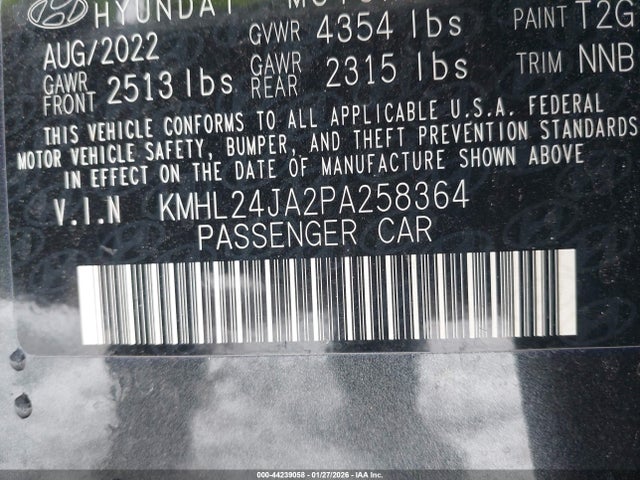 HYUNDAI
AUG/2022 GVWR 4354 lbs PAINT T2G
GAWR FRONT 2513 lbs GAWR REAR 2315 lbs TRIM NNB
THIS VEHICLE CONFORMS TO ALL APPLICABLE U.S.A. FEDERAL
MOTOR VEHICLE SAFETY, BUMPER, AND THEFT PREVENTION STANDARDS
IN EFFECT ON THE DATE OF MANUFACTURE SHOWN ABOVE
V.I.N KMHL24JA2PA258364
PASSENGER CAR
000-44239058 - 01/27/2026 - IAA Inc.